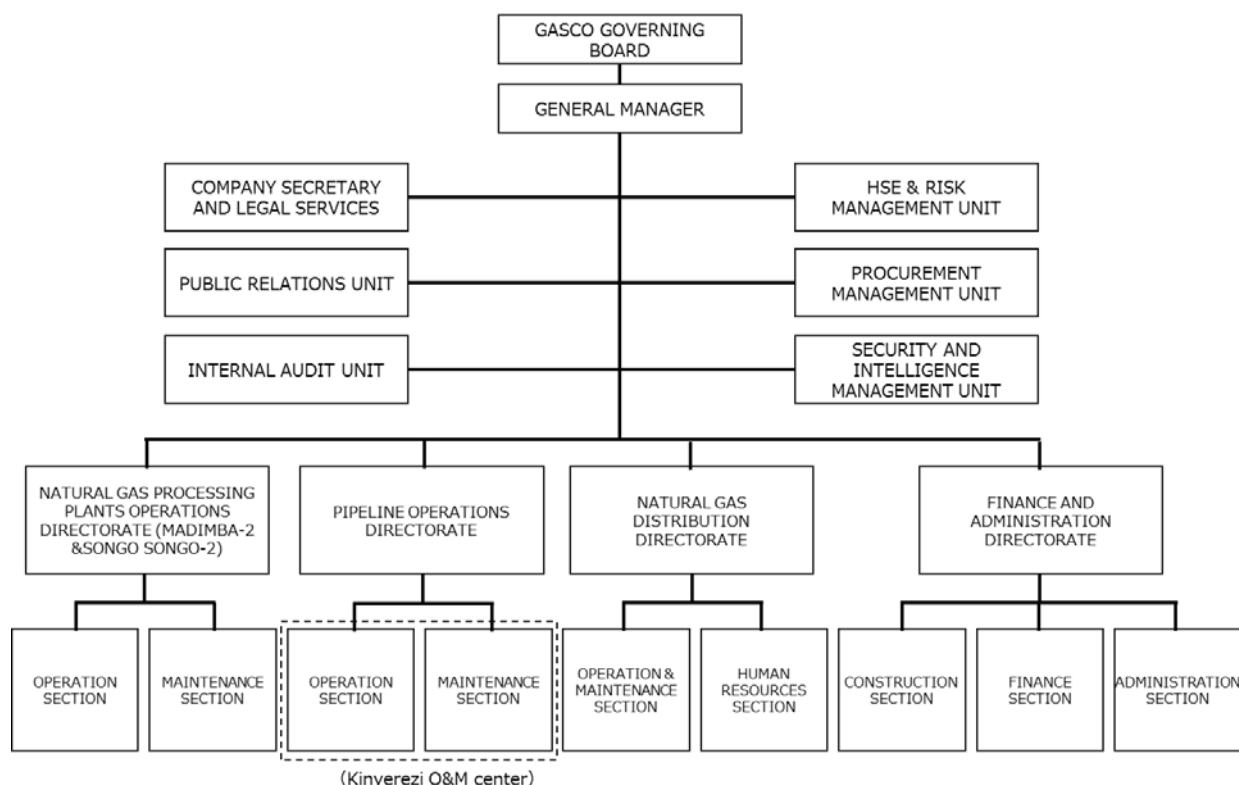 GASCO GOVERNING
BOARD
GENERAL MANAGER
COMPANY SECRETARY
AND LEGAL SERVICES
HSE & RISK
MANAGEMENT UNIT
PUBLIC RELATIONS UNIT
PROCUREMENT
MANAGEMENT UNIT
INTERNAL AUDIT UNIT
SECURITY AND
INTELLIGENCE
MANAGEMENT UNIT
NATURAL GAS PROCESSING
PLANTS OPERATIONS
DIRECTORATE (MADIMBA-2
&SONGO SONGO-2)
PIPELINE OPERATIONS
DIRECTORATE
NATURAL GAS
DISTRIBUTION
DIRECTORATE
FINANCE AND
ADMINISTRATION
DIRECTORATE
OPERATION
SECTION
MAINTENANCE
SECTION
OPERATION
SECTION
MAINTENANCE
SECTION
OPERATION &
MAINTENANCE
SECTION
HUMAN
RESOURCES
SECTION
CONSTRUCTION
SECTION
FINANCE
SECTION
ADMINISTRATION
SECTION
(Kinyerezi O&M center)